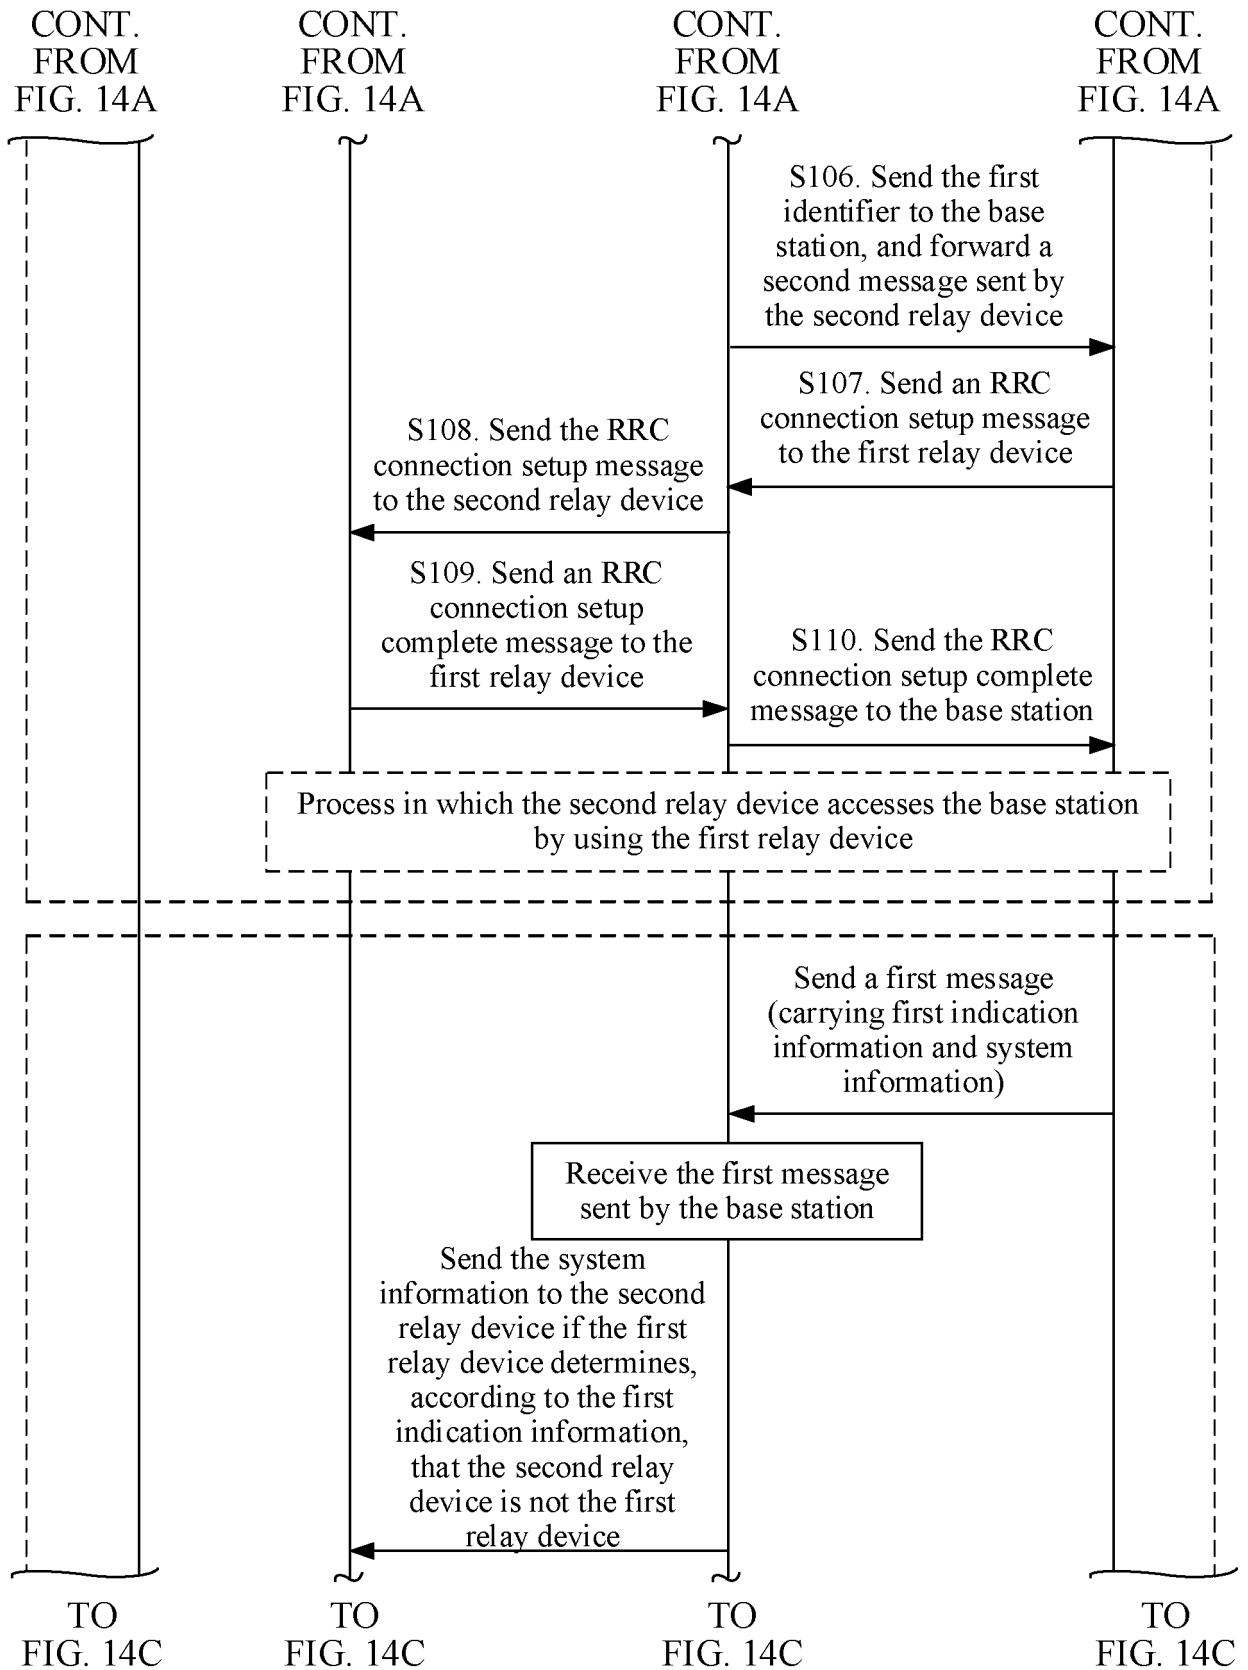 CONT.
FROM
FIG. 14A
CONT.
FROM
FIG. 14A
CONT.
FROM
FIG. 14A
CONT.
FROM
FIG. 14A
S106. Send the first
identifier to the base
station, and forward a
second message sent by
the second relay device
S107. Send an RRC
connection setup message
to the first relay device
S108. Send the RRC
connection setup message
to the second relay device
S109. Send an RRC
connection setup
complete message to the
first relay device
S110. Send the RRC
connection setup complete
message to the base station
Process in which the second relay device accesses the base station
by using the first relay device
Send a first message
(carrying first indication
information and system
information)
Receive the first message
sent by the base station
Send the system
information to the second
relay device if the first
relay device determines,
according to the first
indication information,
that the second relay
device is not the first
relay device
TO
FIG. 14C
TO
FIG. 14C
TO
FIG. 14C
TO
FIG. 14C